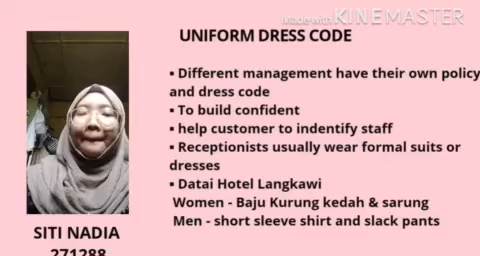 Made with KINEMASTER
UNIFORM DRESS CODE
▪ Different management have their own policy
and dress code
▪ To build confident
▪ help customer to indentify staff
▪ Receptionists usually wear formal suits or
dresses
▪ Datai Hotel Langkawi
Women - Baju Kurung kedah & sarung
Men - short sleeve shirt and slack pants
SITI NADIA
271288